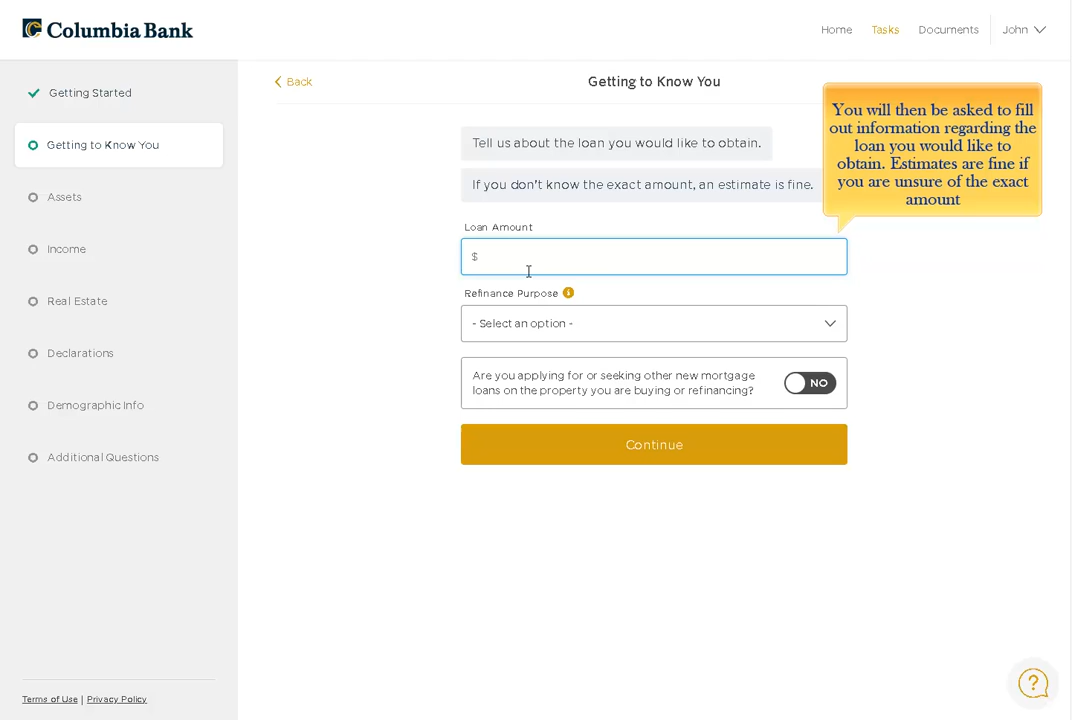 Columbia Bank
Home
Tasks
Documents
John
Getting Started
Getting to Know You
Assets
Income
Real Estate
Declarations
Demographic Info
Additional Questions
Terms of Use | Privacy Policy
Back
Getting to Know You
Tell us about the loan you would like to obtain.
If you don't know the exact amount, an estimate is fine.
You will then be asked to fill
out information regarding the
loan you would like to
obtain. Estimates are fine if
you are unsure of the exact
amount
Loan Amount
$
Refinance Purpose
- Select an option -
Are you applying for or seeking other new mortgage
loans on the property you are buying or refinancing?
NO
Continue
?